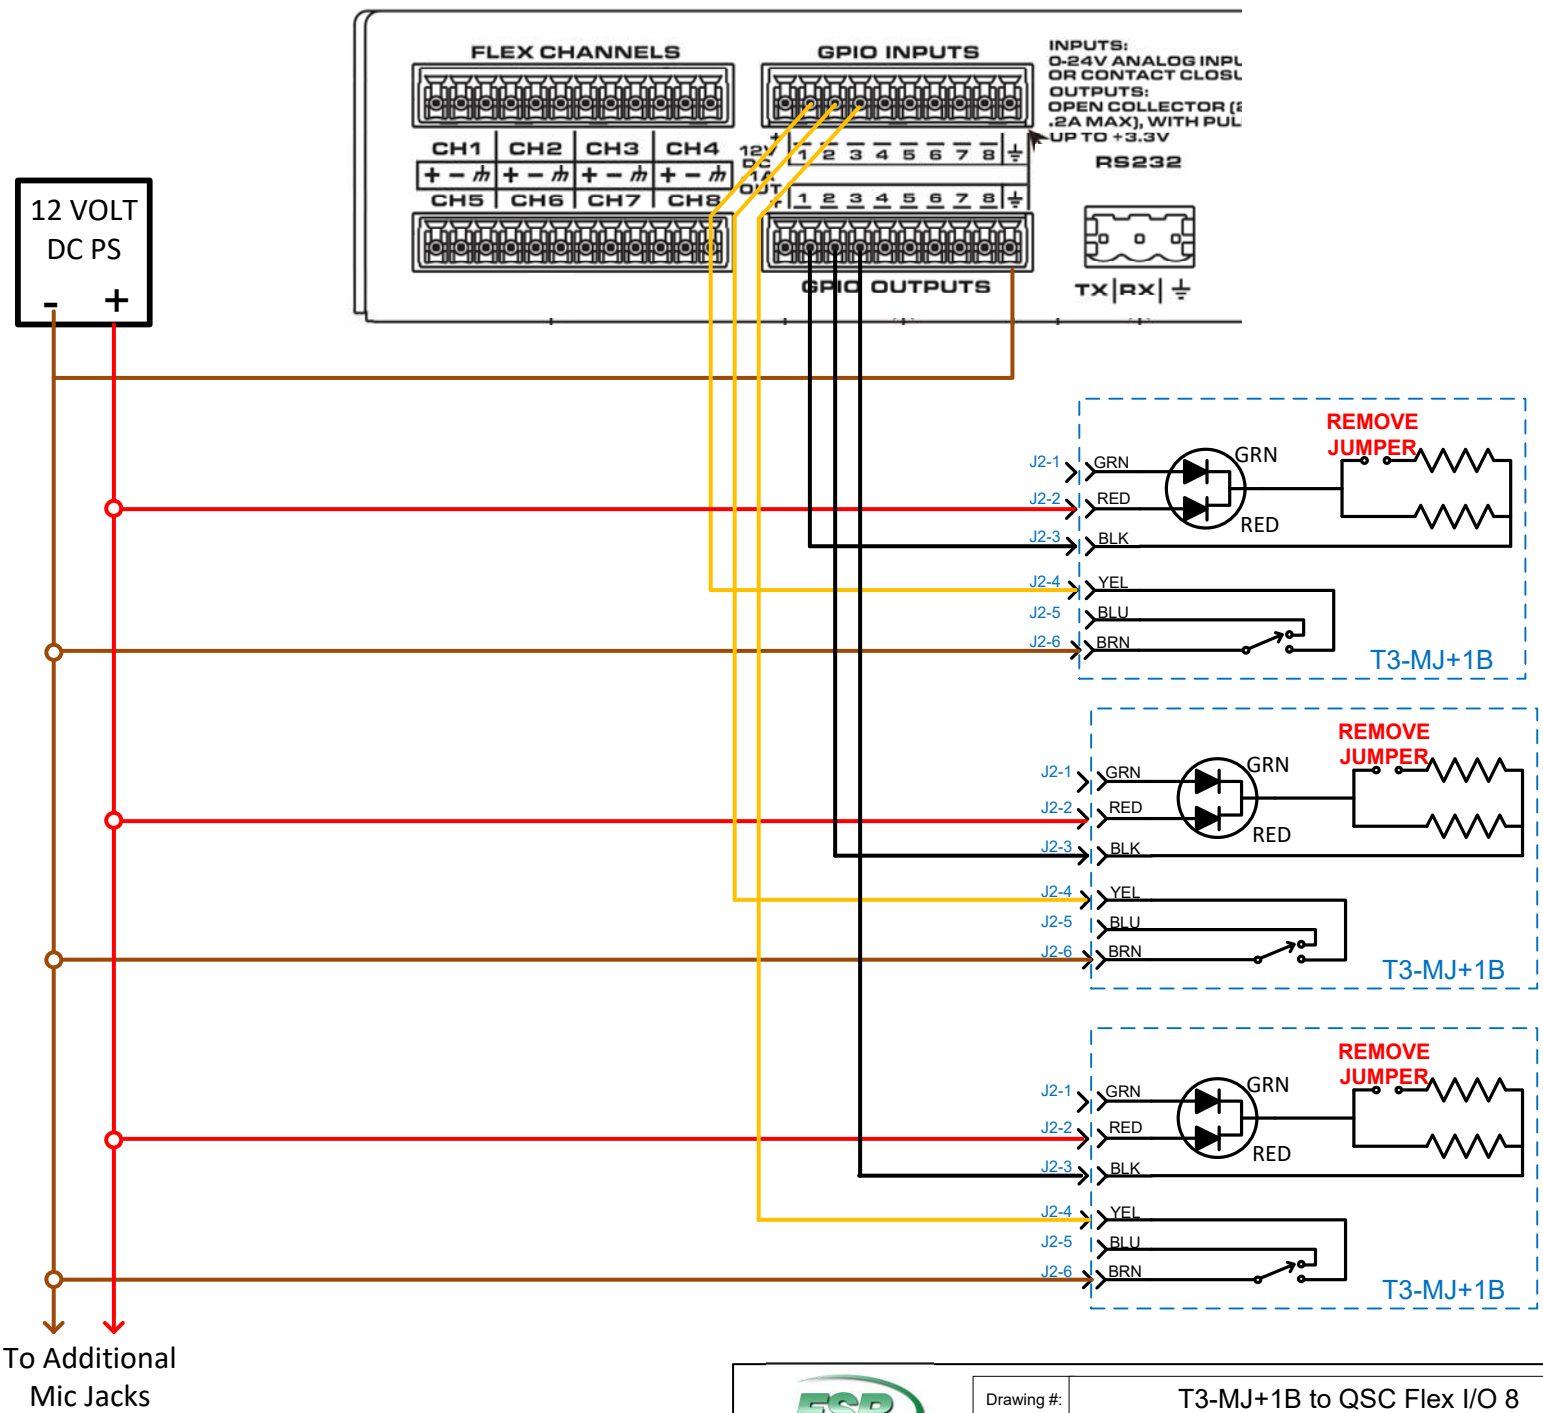 FLEX CHANNELS
GPIO INPUTS
INPUTS:
0-24V ANALOG INPU
OR CONTACT CLOSU
OUTPUTS:
OPEN COLLECTOR (2
.2A MAX), WITH PUL
UP TO +3.3V
RS232
CH1 CH2 CH3 CH4
12V
DC
.1A
OUT
+
1 2 3 4 5 6 7 8
+ - + - + - + -
CH5 CH6 CH7 CH8
+
1 2 3 4 5 6 7 8
GPIO OUTPUTS
TX RX
12 VOLT
DC PS
- +
REMOVE
JUMPER
J2-1 GRN
GRN
J2-2 RED
RED
J2-3 BLK
J2-4 YEL
J2-5 BLU
J2-6 BRN
T3-MJ+1B
REMOVE
JUMPER
J2-1 GRN
GRN
J2-2 RED
RED
J2-3 BLK
J2-4 YEL
J2-5 BLU
J2-6 BRN
T3-MJ+1B
REMOVE
JUMPER
J2-1 GRN
GRN
J2-2 RED
RED
J2-3 BLK
J2-4 YEL
J2-5 BLU
J2-6 BRN
T3-MJ+1B
To Additional
Mic Jacks
Drawing #:
T3-MJ+1B to QSC Flex I/O 8